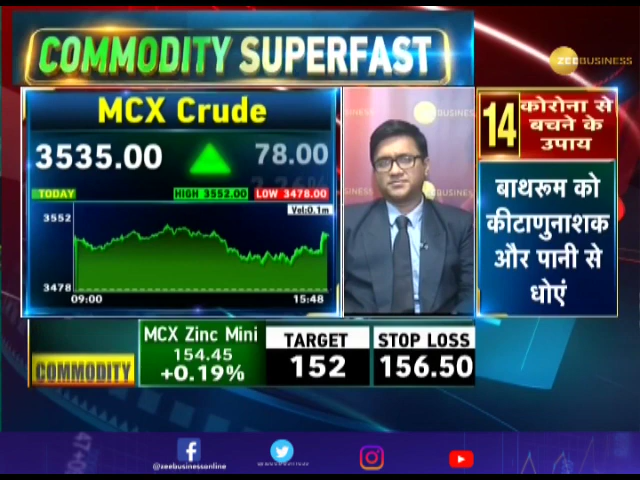 COMMODITY SUPERFAST
ZEEBUSINESS
MCX Crude
3535.00
78.00
TODAY
HIGH 3552.00
LOW 3478.00
Vol:0.1m
3552
3478
09:00
15:48
BUSINESS
BUSINESS
14
कोरोना से
बचने के
उपाय
बाथरूम को
कीटाणुनाशक
और पानी से
धोएं
COMMODITY
MCX Zinc Mini
154.45
+0.19%
TARGET
152
STOP LOSS
156.50
@zeebusinessonline